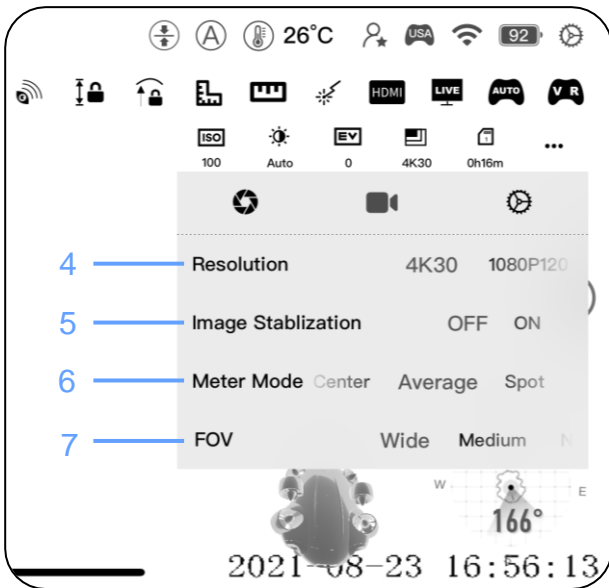 A 26°C USA 92
HDMI LIVE AUTO V R
ISO EV
100 Auto 0 4K30 0h16m
4 Resolution 4K30 1080P120
5 Image Stablization OFF ON
6 Meter Mode Center Average Spot
7 FOV Wide Medium N
W E
166°
2021-08-23 16:56:13